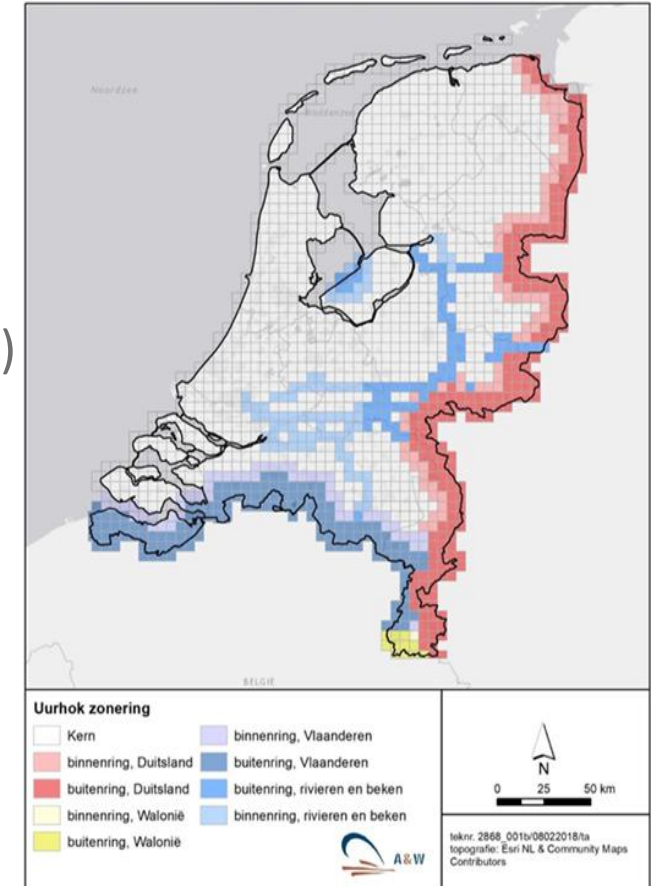 Noordzee
Waddenzee
)
BELGIE
Uurhok zonering
Kern
binnenring, Duitsland
buitenring, Duitsland
binnenring, Walonië
buitenring, Walonië
binnenring, Vlaanderen
buitenring, Vlaanderen
buitenring, rivieren en beken
binnenring, rivieren en beken
A&W
N
0 25 50 km
teknr. 2868_001b/08022018/ta
topografie: Esri NL & Community Maps
Contributors